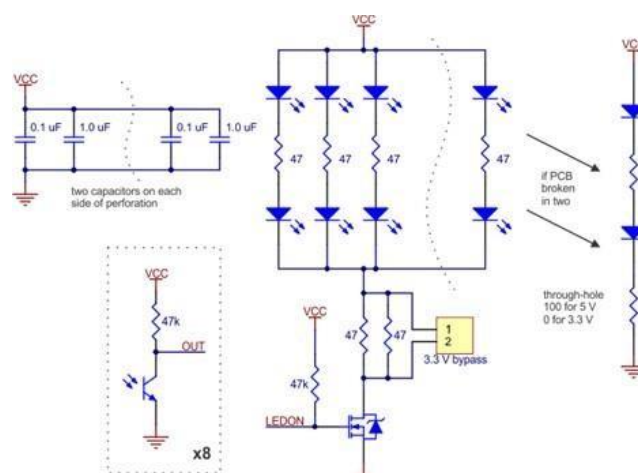 VCC
0.1 uF
1.0 uF
0.1 uF
1.0 uF
two capacitors on each
side of perforation
VCC
47
47
47
47
VCC
if PCB
broken
in two
through-hole
100 for 5 V
0 for 3.3 V
VCC
47k
OUT
x8
VCC
47k
LEDON
47
47
1
2
3.3 V bypass